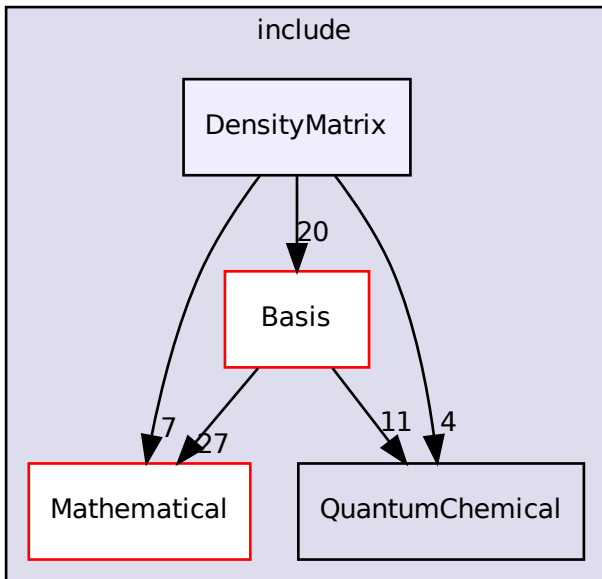 include
DensityMatrix
20
Basis
7
27
11
4
Mathematical
QuantumChemical